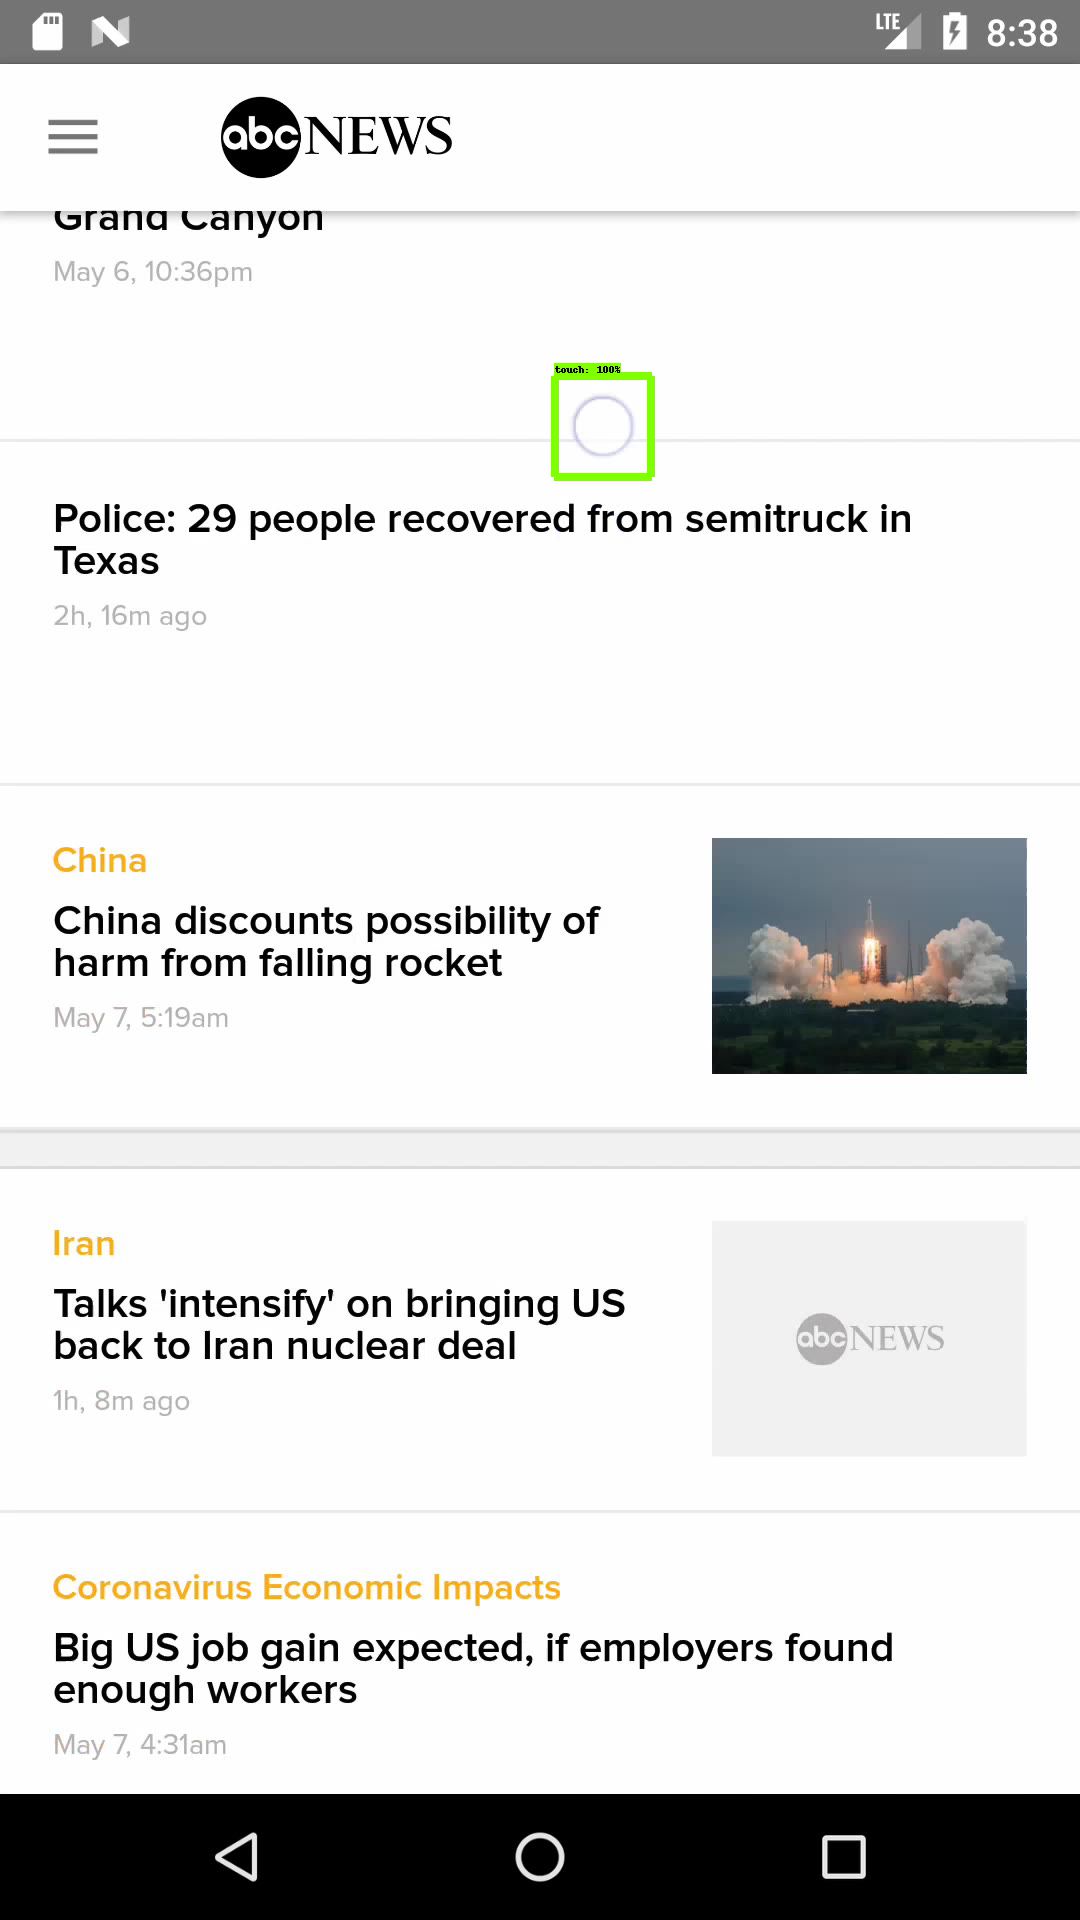 LTE 8:38
abc NEWS
Grand Canyon
May 6, 10:36pm
touch: 100%
Police: 29 people recovered from semitruck in
Texas
2h, 16m ago
China
China discounts possibility of
harm from falling rocket
May 7, 5:19am
Iran
Talks 'intensify' on bringing US
back to Iran nuclear deal
1h, 8m ago
abc NEWS
Coronavirus Economic Impacts
Big US job gain expected, if employers found
enough workers
May 7, 4:31am